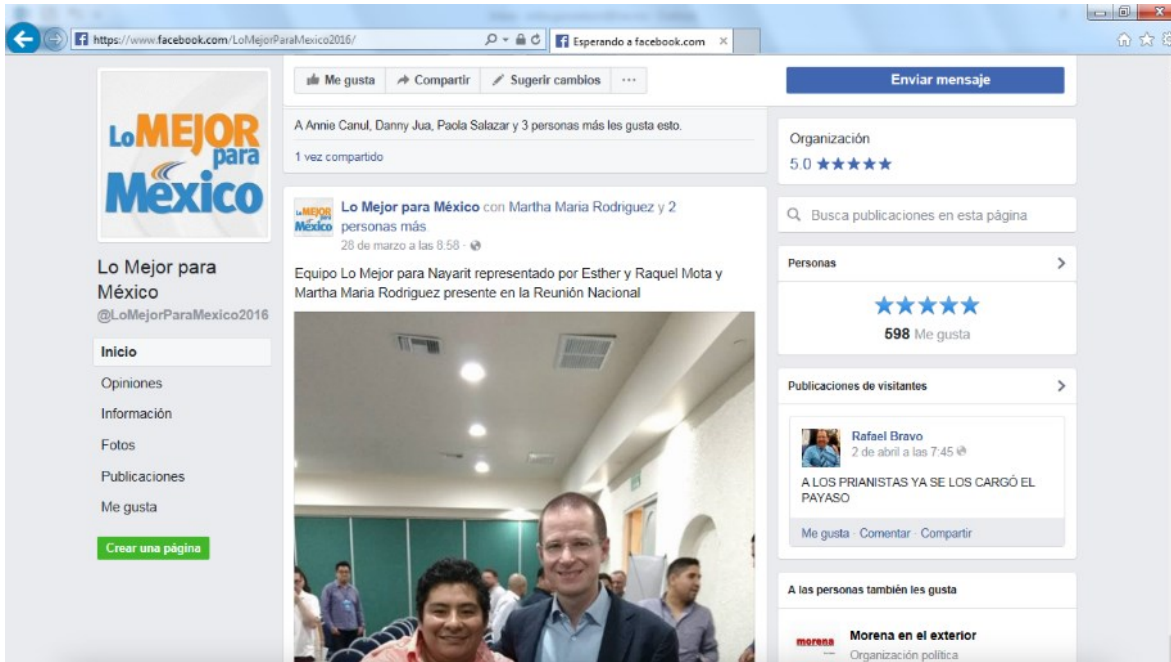 https://www.facebook.com/LoMejorParaMexico2016/
Esperando a facebook.com
Lo MEJOR
para
México
Lo Mejor para
México
@LoMejorParaMexico2016
Inicio
Opiniones
Información
Fotos
Publicaciones
Me gusta
Crear una página
Me gusta Compartir Sugerir cambios ...
A Annie Canul, Danny Jua, Paola Salazar y 3 personas más les gusta esto.
1 vez compartido
Lo MEJOR
para
México
Lo Mejor para México con Martha Maria Rodriguez y 2
personas más
28 de marzo a las 8:58 ·
Equipo Lo Mejor para Nayarit representado por Esther y Raquel Mota y
Martha Maria Rodriguez presente en la Reunión Nacional
Enviar mensaje
Organización
5.0 ★★★★★
Busca publicaciones en esta página
Personas
★★★★★
598 Me gusta
Publicaciones de visitantes
Rafael Bravo
2 de abril a las 7:45
A LOS PRIANISTAS YA SE LOS CARGÓ EL
PAYASO
Me gusta · Comentar · Compartir
A las personas también les gusta
morena
Morena en el exterior
Organización política